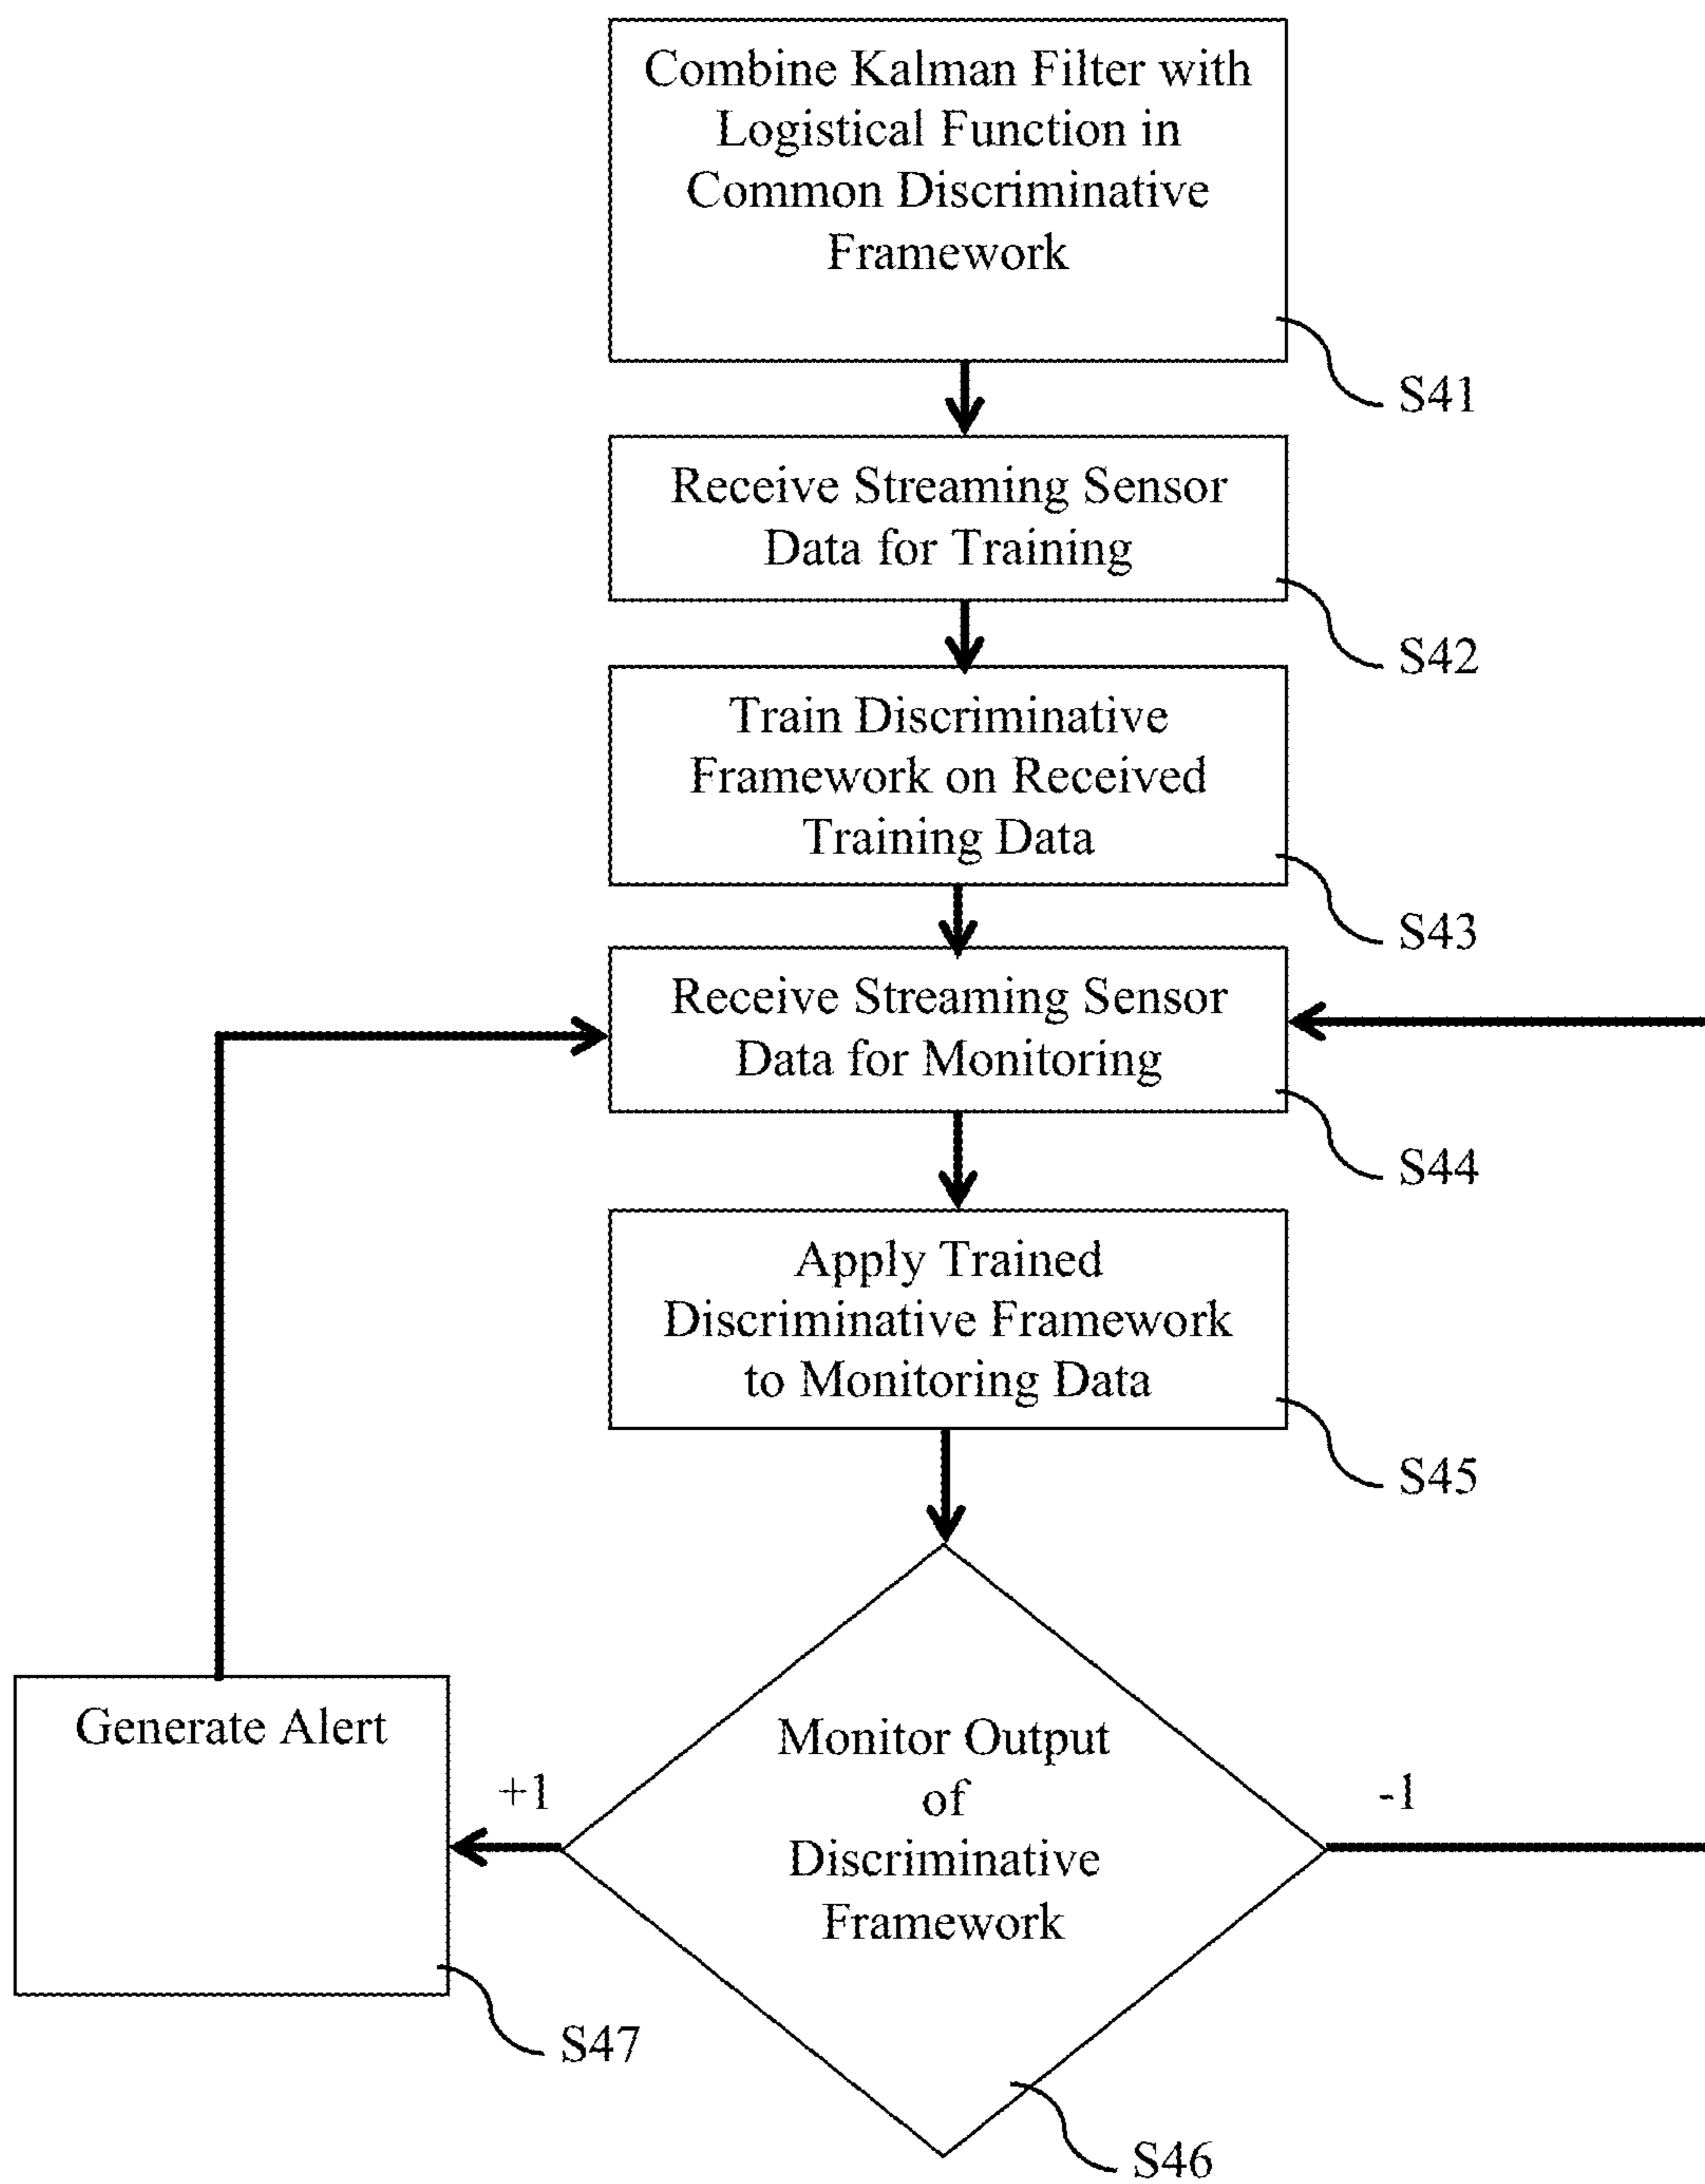 Combine Kalman Filter with
Logistical Function in
Common Discriminative
Framework
S41
Receive Streaming Sensor
Data for Training
S42
Train Discriminative
Framework on Received
Training Data
S43
Receive Streaming Sensor
Data for Monitoring
S44
Apply Trained
Discriminative Framework
to Monitoring Data
S45
Generate Alert
+1
Monitor Output
of
Discriminative
Framework
-1
S47
S46